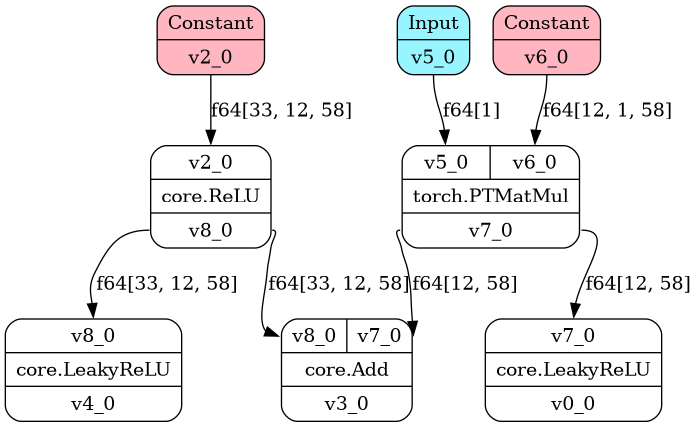 Constant
v2_0
Input
v5_0
Constant
v6_0
f64[33, 12, 58]
f64[1]
f64[12, 1, 58]
v2_0
core.ReLU
v8_0
v5_0 v6_0
torch.PTMatMul
v7_0
f64[33, 12, 58]
f64[33, 12, 58]
f64[12, 58]
f64[12, 58]
v8_0
core.LeakyReLU
v4_0
v8_0 v7_0
core.Add
v3_0
v7_0
core.LeakyReLU
v0_0